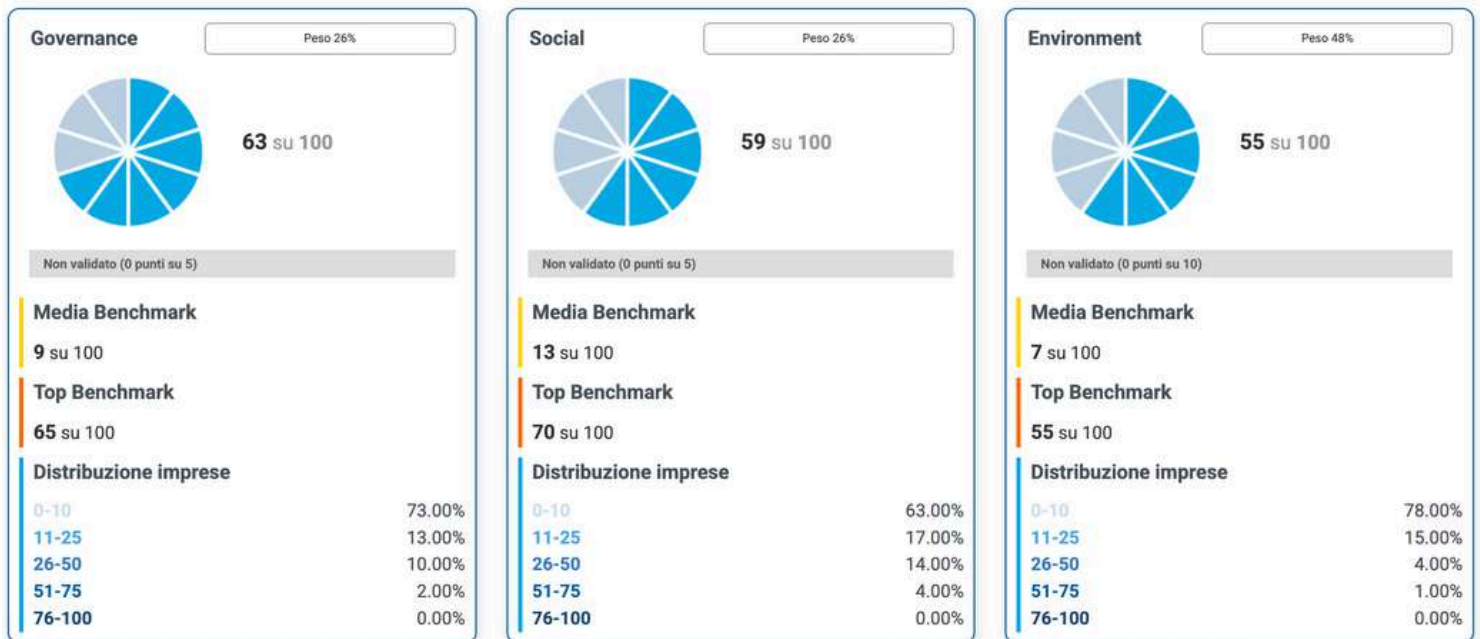 Governance
Peso 26%
63 su 100
Non validato (0 punti su 5)
Media Benchmark
9 su 100
Top Benchmark
65 su 100
Distribuzione imprese
0-10 73.00%
11-25 13.00%
26-50 10.00%
51-75 2.00%
76-100 0.00%
Social
Peso 26%
59 su 100
Non validato (0 punti su 5)
Media Benchmark
13 su 100
Top Benchmark
70 su 100
Distribuzione imprese
0-10 63.00%
11-25 17.00%
26-50 14.00%
51-75 4.00%
76-100 0.00%
Environment
Peso 48%
55 su 100
Non validato (0 punti su 10)
Media Benchmark
7 su 100
Top Benchmark
55 su 100
Distribuzione imprese
0-10 78.00%
11-25 15.00%
26-50 4.00%
51-75 1.00%
76-100 0.00%